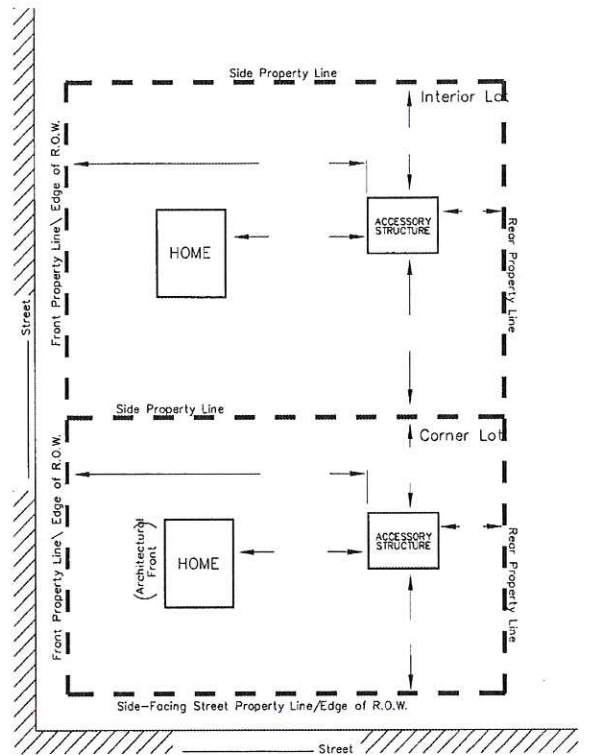 Side Property Line
Interior Lot
Front Property Line\ Edge of R.O.W.
HOME
ACCESSORY
STRUCTURE
Rear Property Line
Street
Side Property Line
Corner Lot
Front Property Line\ Edge of R.O.W.
(Architectural
Front)
HOME
ACCESSORY
STRUCTURE
Rear Property Line
Side-Facing Street Property Line/Edge of R.O.W.
Street